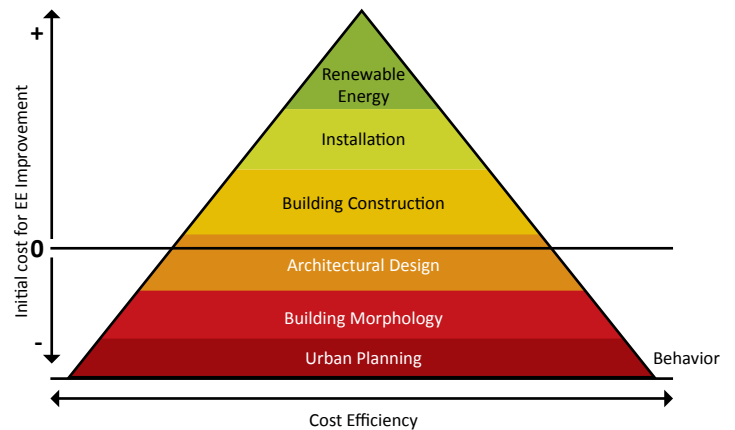 +
Renewable
Energy
Installation
Building Construction
0
Architectural Design
Building Morphology
-
Urban Planning
Behavior
Initial cost for EE Improvement
Cost Efficiency